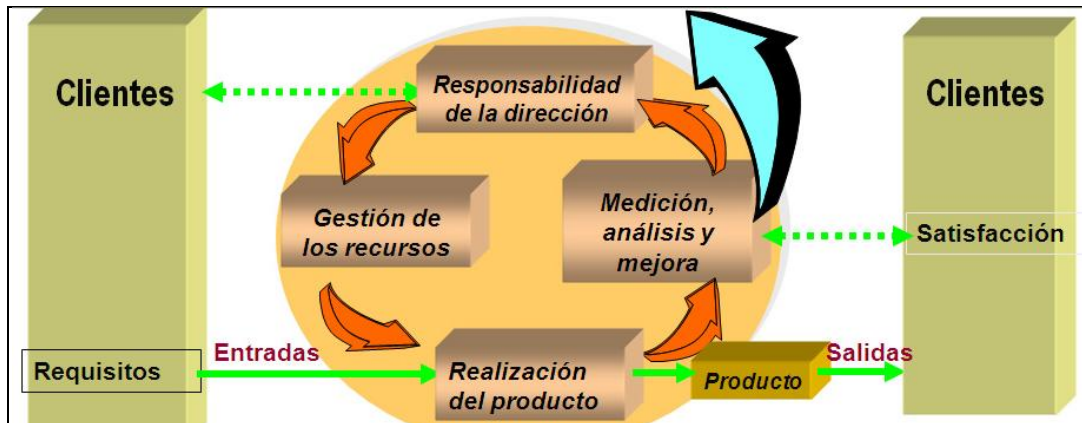 Clientes
Responsabilidad
de la dirección
Clientes
Gestión de
los recursos
Medición,
análisis y
mejora
Satisfacción
Requisitos
Entradas
Realización
del producto
Producto
Salidas